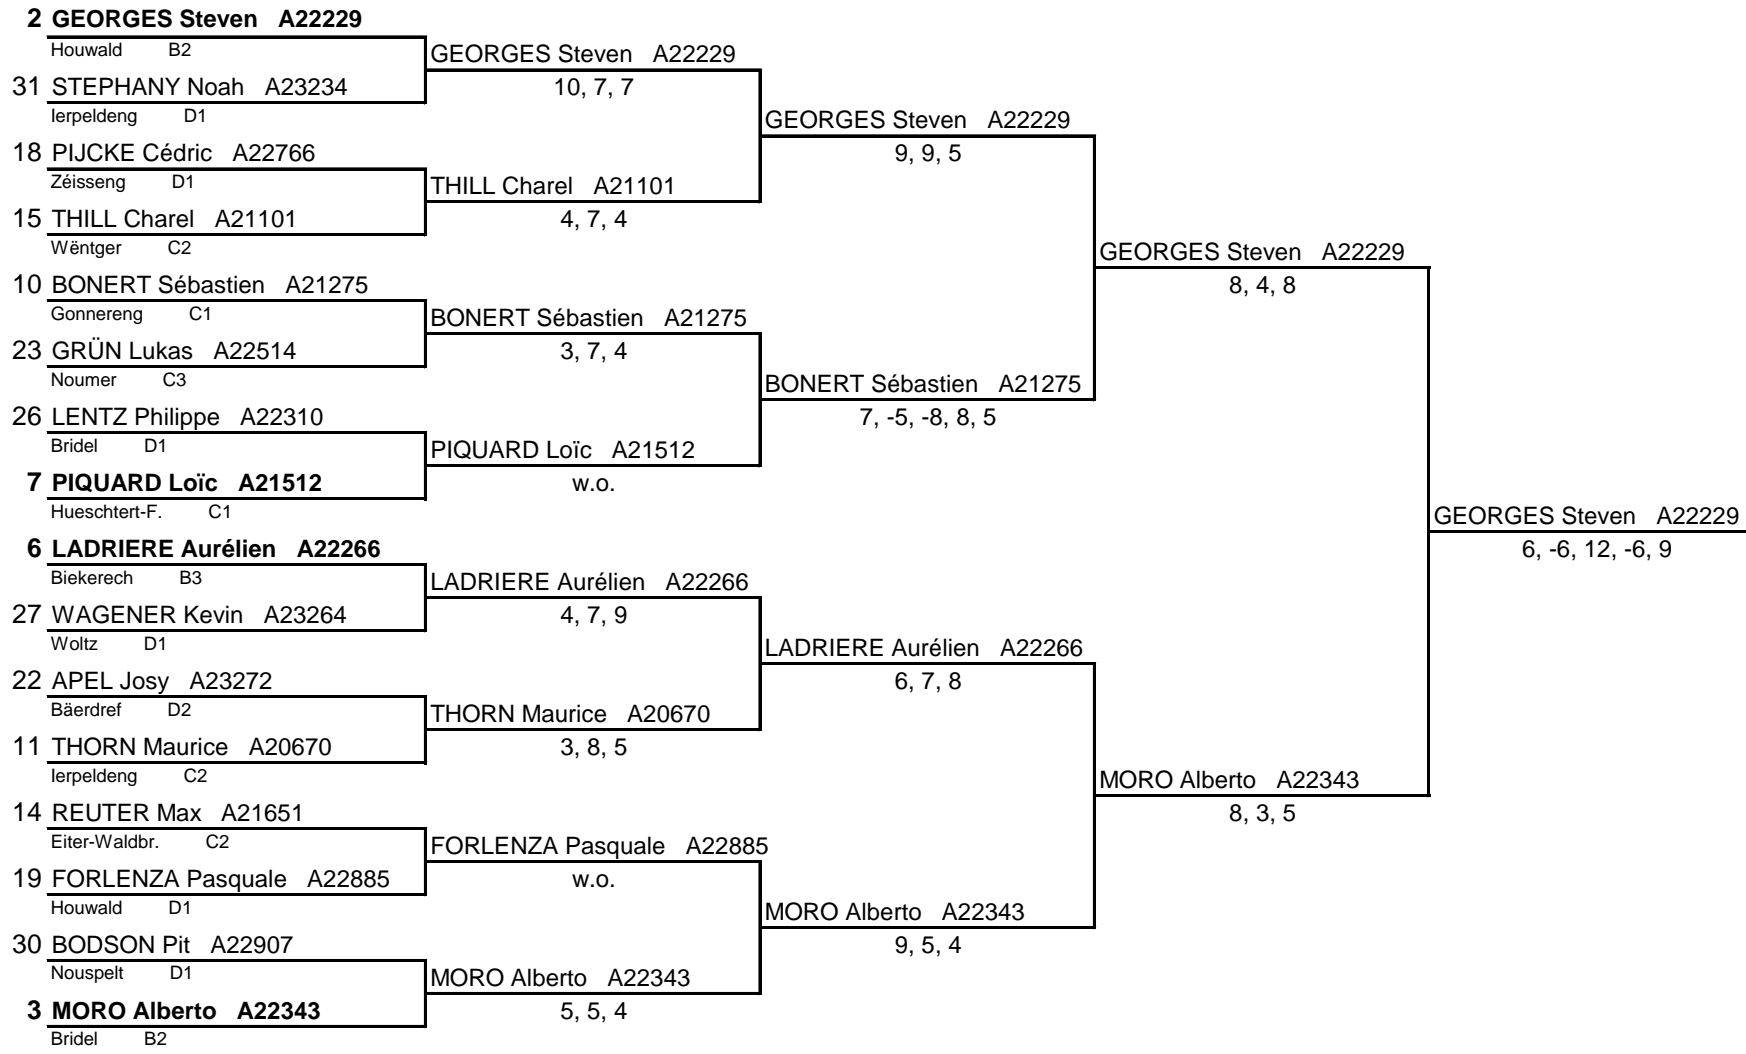 2 GEORGES Steven A22229
Houwald B2
GEORGES Steven A22229
31 STEPHANY Noah A23234
10, 7, 7
Ierpeldeng D1
GEORGES Steven A22229
18 PIJCKE Cédric A22766
9, 9, 5
Zéisseng D1
THILL Charel A21101
15 THILL Charel A21101
4, 7, 4
Wëntger C2
GEORGES Steven A22229
10 BONERT Sébastien A21275
8, 4, 8
Gonnereng C1
BONERT Sébastien A21275
23 GRÜN Lukas A22514
3, 7, 4
Noumer C3
BONERT Sébastien A21275
26 LENTZ Philippe A22310
7, -5, -8, 8, 5
Bridel D1
PIQUARD Loïc A21512
7 PIQUARD Loïc A21512
w.o.
Hueschtert-F. C1
GEORGES Steven A22229
6 LADRIERE Aurélien A22266
6, -6, 12, -6, 9
Biekerech B3
LADRIERE Aurélien A22266
27 WAGENER Kevin A23264
4, 7, 9
Woltz D1
LADRIERE Aurélien A22266
22 APEL Josy A23272
6, 7, 8
Bäerdref D2
THORN Maurice A20670
11 THORN Maurice A20670
3, 8, 5
Ierpeldeng C2
MORO Alberto A22343
14 REUTER Max A21651
8, 3, 5
Eiter-Waldbr. C2
FORLENZA Pasquale A22885
19 FORLENZA Pasquale A22885
w.o.
Houwald D1
MORO Alberto A22343
30 BODSON Pit A22907
9, 5, 4
Nouspelt D1
MORO Alberto A22343
3 MORO Alberto A22343
5, 5, 4
Bridel B2